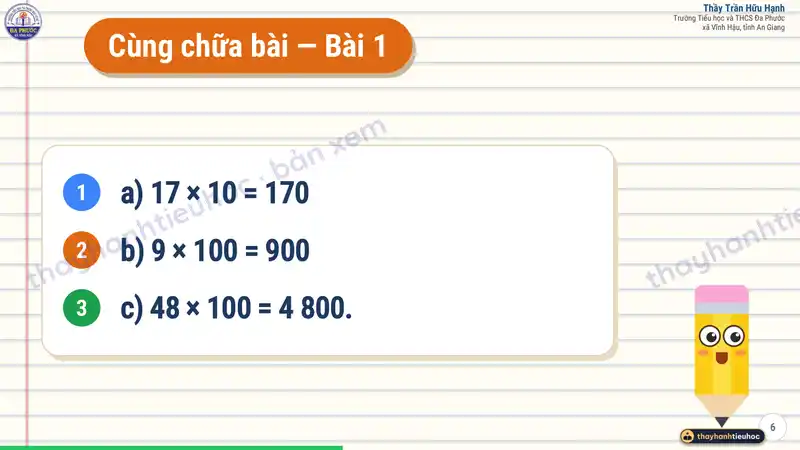 Thầy Trần Hữu Hạnh
Trường Tiểu học và THCS Đa Phước
xã Vĩnh Hậu, tỉnh An Giang
ĐA PHƯỚC
Cùng chữa bài – Bài 1
1 a) 17 × 10 = 170
2 b) 9 × 100 = 900
3 c) 48 × 100 = 4 800.
thayhanhtieuhoc · bản xem
thayhanhtieuhoc
6